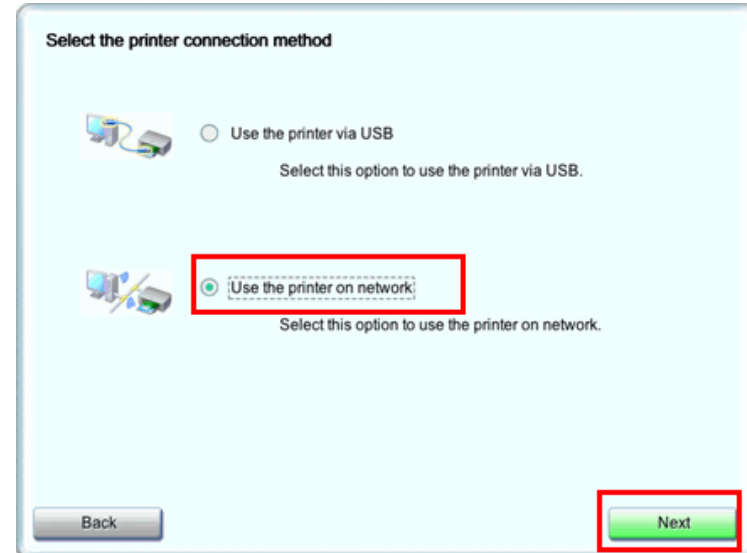 Select the printer connection method
Use the printer via USB
Select this option to use the printer via USB.
Use the printer on network
Select this option to use the printer on network.
Back
Next